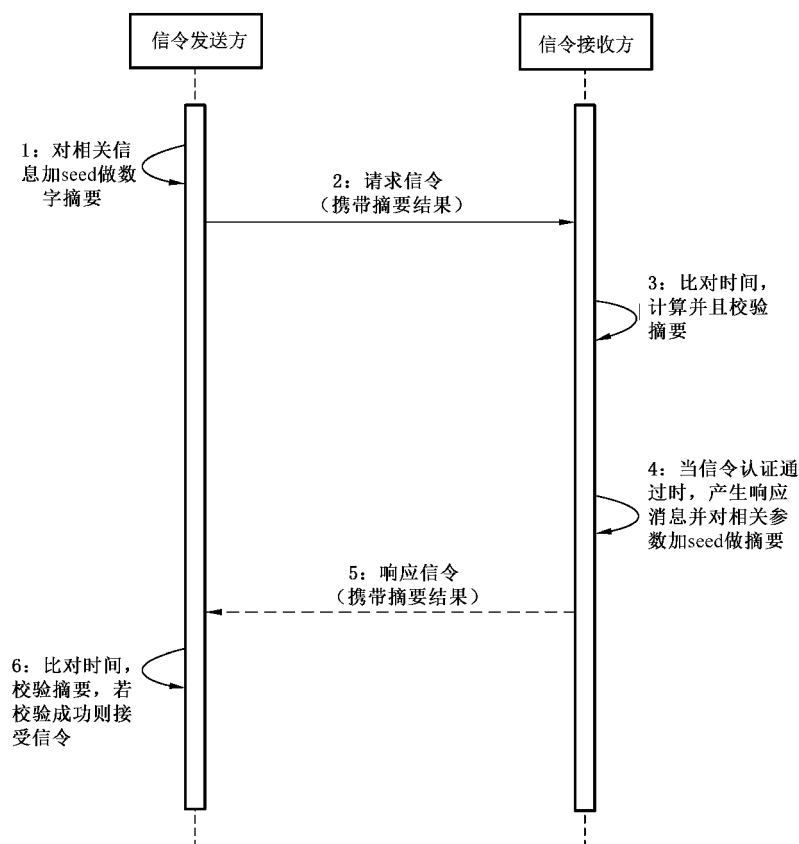 信令发送方
信令接收方
1：对相关信
息加seed做数
字摘要
2：请求信令
（携带摘要结果）
3：比对时间，
计算并且校验
摘要
4：当信令认证通
过时，产生响应
消息并对相关参
数加seed做摘要
5：响应信令
（携带摘要结果）
6：比对时间，
校验摘要，若
校验成功则接
受信令